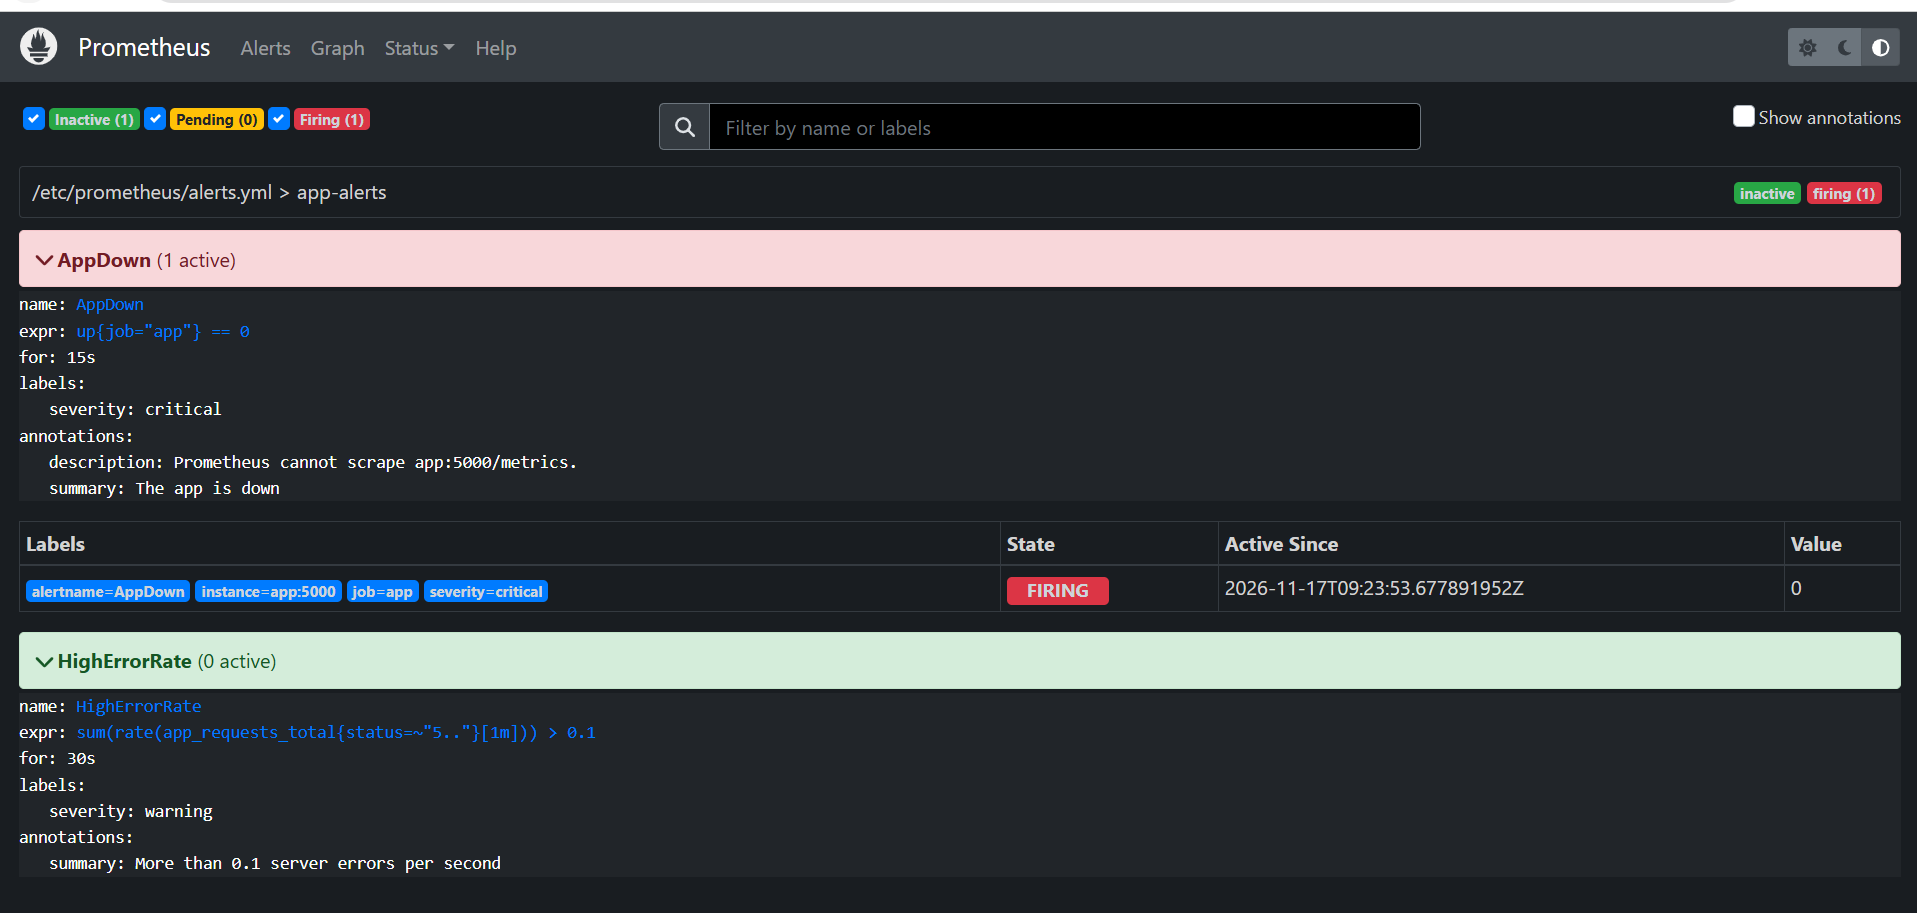 Prometheus Alerts Graph Status Help
Inactive (1) Pending (0) Firing (1) Filter by name or labels Show annotations
/etc/prometheus/alerts.yml > app-alerts inactive firing (1)
AppDown (1 active)
name: AppDown
expr: up{job="app"} == 0
for: 15s
labels:
severity: critical
annotations:
description: Prometheus cannot scrape app:5000/metrics.
summary: The app is down
Labels State Active Since Value
alertname=AppDown instance=app:5000 job=app severity=critical FIRING 2026-11-17T09:23:53.677891952Z 0
HighErrorRate (0 active)
name: HighErrorRate
expr: sum(rate(app_requests_total{status=~"5.."}[1m])) > 0.1
for: 30s
labels:
severity: warning
annotations:
summary: More than 0.1 server errors per second